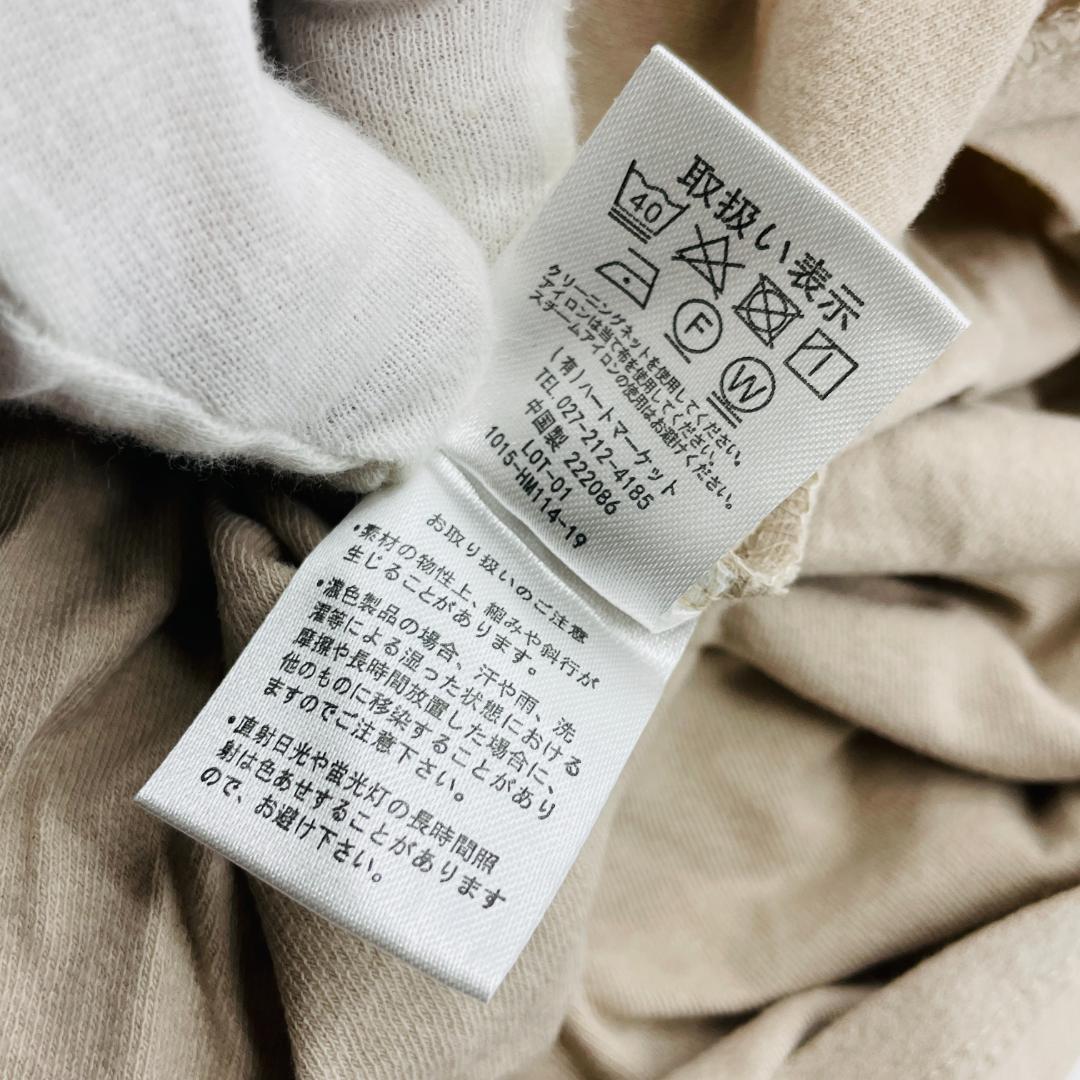 取扱い表示
40
F
W
クリーニングネットを使用してください。
アイロンは当て布を使用してください。
スチームアイロンの使用はお避けください。
(有)ハートマーケット
TEL 027-212-4185
中国製 222086
LOT-01
1015-HM114-19
お取り扱いのご注意
•素材の物性上、縮みや斜行が
生じることがあります。
•濃色製品の場合、汗や雨、洗
濯等による湿った状態における
摩擦や長時間放置した場合に、
他のものに移染することがあり
ますのでご注意下さい。
•直射日光や蛍光灯の長時間照
射は色あせすることがあります
ので、お避け下さい。